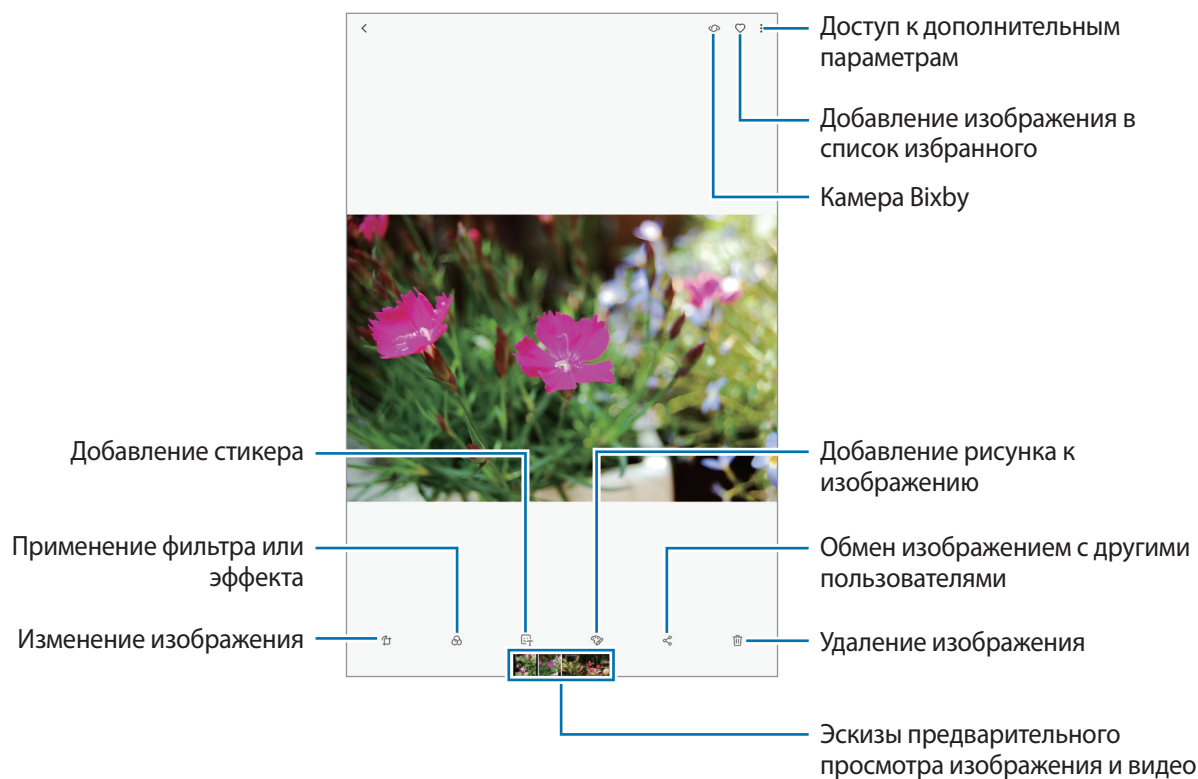 Доступ к дополнительным
параметрам
Добавление изображения в
список избранного
Камера Bixby
Добавление стикера
Добавление рисунка к
изображению
Применение фильтра или
эффекта
Обмен изображением с другими
пользователями
Изменение изображения
Удаление изображения
Эскизы предварительного
просмотра изображения и видео